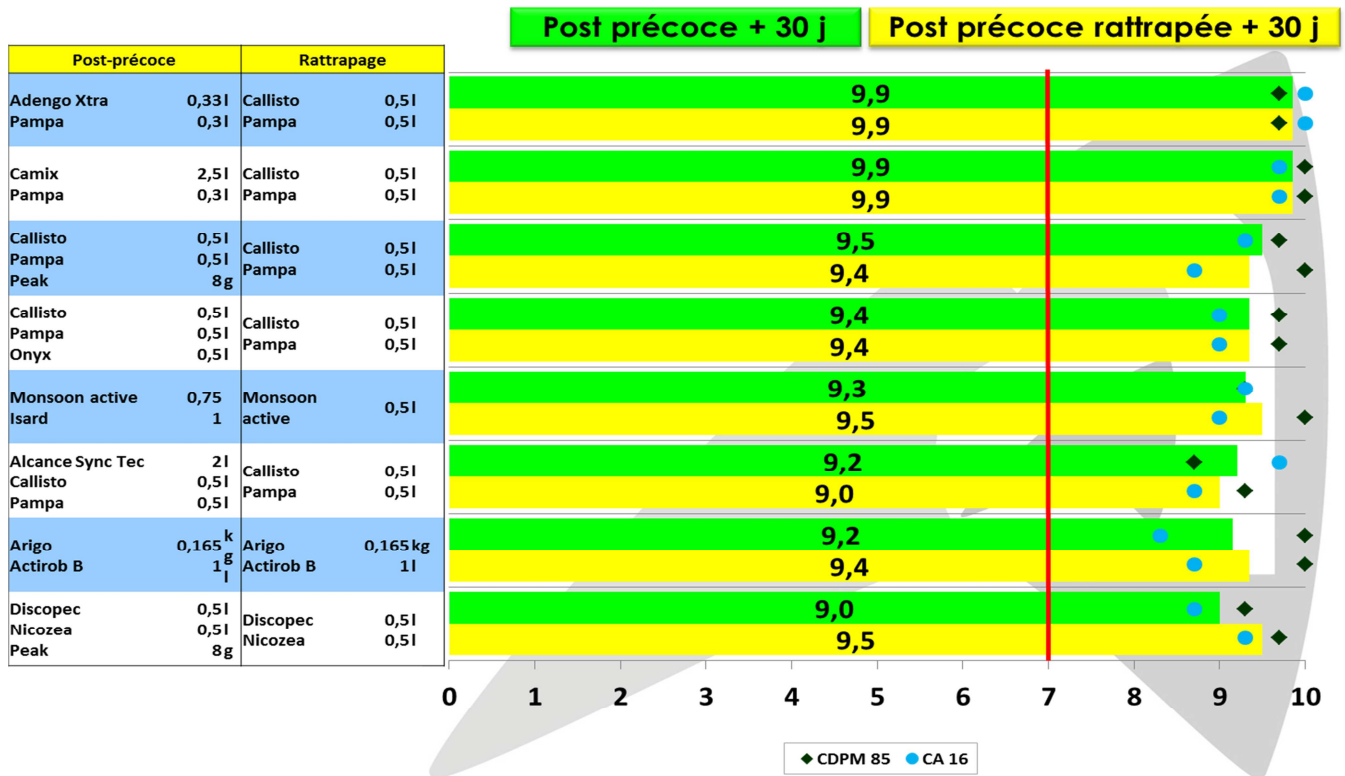 Post précoce + 30 j
Post précoce rattrapée + 30 j
Post-précoce Rattrapage
Adengo Xtra 0,33l Callisto 0,5l
Pampa 0,3l Pampa 0,5l
9,9
9,9
Camix 2,5l Callisto 0,5l
Pampa 0,3l Pampa 0,5l
9,9
9,9
Callisto 0,5l
Pampa 0,5l
Peak 8g
Callisto 0,5l
Pampa 0,5l
9,5
9,4
Callisto 0,5l
Pampa 0,5l
Onyx 0,5l
Callisto 0,5l
Pampa 0,5l
9,4
9,4
Monsoon active 0,75
Isard 1
Monsoon
active 0,5l
9,3
9,5
Alcance Sync Tec 2l
Callisto 0,5l
Pampa 0,5l
Callisto 0,5l
Pampa 0,5l
9,2
9,0
Arigo 0,165 kg
Actirob B 1 l
Arigo 0,165kg
Actirob B 1l
9,2
9,4
Discopec 0,5l
Nicozea 0,5l
Peak 8g
Discopec 0,5l
Nicozea 0,5l
9,0
9,5
0 1 2 3 4 5 6 7 8 9 10
CDPM 85 CA 16